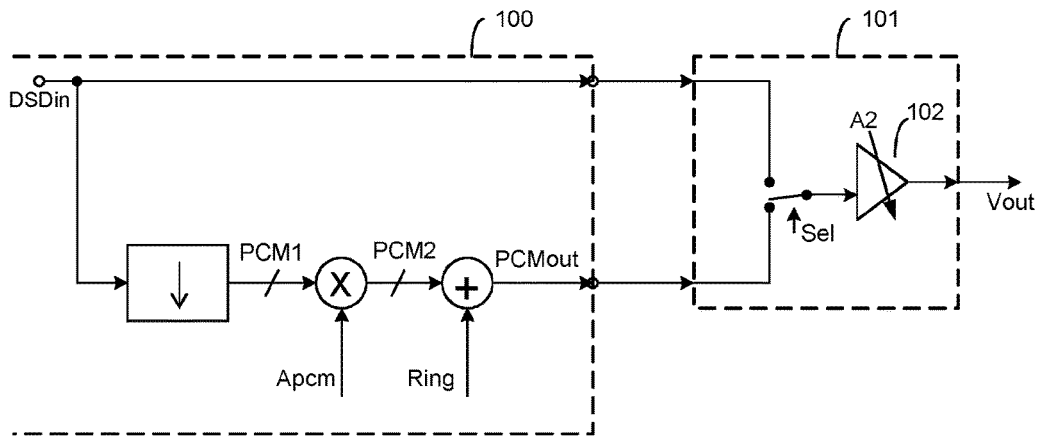 100
101
DSDin
A2
102
Vout
Sel
PCM1
PCM2
PCMout
X
+
Apcm
Ring